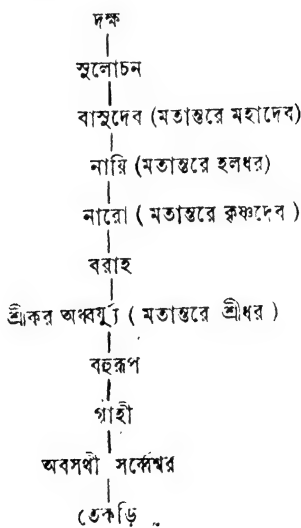 দক্ষ
সুলোচন
বাসুদেব (মতান্তরে মহাদেব)
নায়ি (মতান্তরে হলধর)
নারো (মতান্তরে কৃষ্ণদেব)
বরাহ
শ্রীকর অধ্বর্য্যু (মতান্তরে শ্রীধর)
বহুরূপ
গাহী
অবসথী সর্ব্বেশ্বর
তেকড়ি